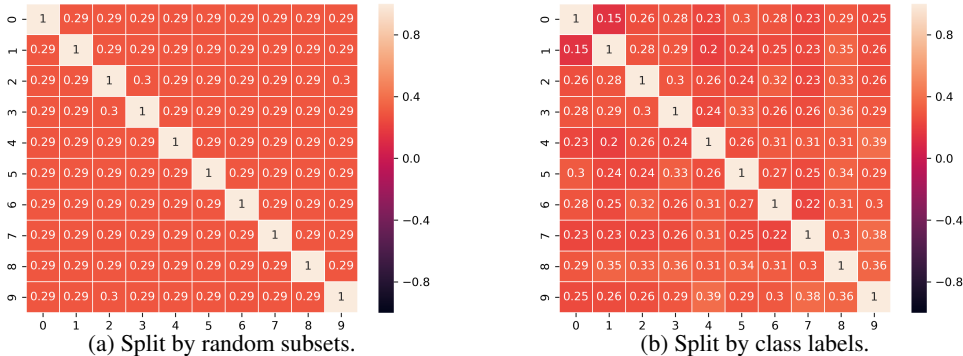 0 1 0.29 0.29 0.29 0.29 0.29 0.29 0.29 0.29 0.29
1 0.29 1 0.29 0.29 0.29 0.29 0.29 0.29 0.29 0.29
2 0.29 0.29 1 0.3 0.29 0.29 0.29 0.29 0.29 0.3
3 0.29 0.29 0.3 1 0.29 0.29 0.29 0.29 0.29 0.29
4 0.29 0.29 0.29 0.29 1 0.29 0.29 0.29 0.29 0.29
5 0.29 0.29 0.29 0.29 0.29 1 0.29 0.29 0.29 0.29
6 0.29 0.29 0.29 0.29 0.29 0.29 1 0.29 0.29 0.29
7 0.29 0.29 0.29 0.29 0.29 0.29 0.29 1 0.29 0.29
8 0.29 0.29 0.29 0.29 0.29 0.29 0.29 0.29 1 0.29
9 0.29 0.29 0.3 0.29 0.29 0.29 0.29 0.29 0.29 1
0 1 2 3 4 5 6 7 8 9
0.8
0.4
0.0
−0.4
−0.8
(a) Split by random subsets.
0 1 0.15 0.26 0.28 0.23 0.3 0.28 0.23 0.29 0.25
1 0.15 1 0.28 0.29 0.2 0.24 0.25 0.23 0.35 0.26
2 0.26 0.28 1 0.3 0.26 0.24 0.32 0.23 0.33 0.26
3 0.28 0.29 0.3 1 0.24 0.33 0.26 0.26 0.36 0.29
4 0.23 0.2 0.26 0.24 1 0.26 0.31 0.31 0.31 0.39
5 0.3 0.24 0.24 0.33 0.26 1 0.27 0.25 0.34 0.29
6 0.28 0.25 0.32 0.26 0.31 0.27 1 0.22 0.31 0.3
7 0.23 0.23 0.23 0.26 0.31 0.25 0.22 1 0.3 0.38
8 0.29 0.35 0.33 0.36 0.31 0.34 0.31 0.3 1 0.36
9 0.25 0.26 0.26 0.29 0.39 0.29 0.3 0.38 0.36 1
0 1 2 3 4 5 6 7 8 9
0.8
0.4
0.0
−0.4
−0.8
(b) Split by class labels.